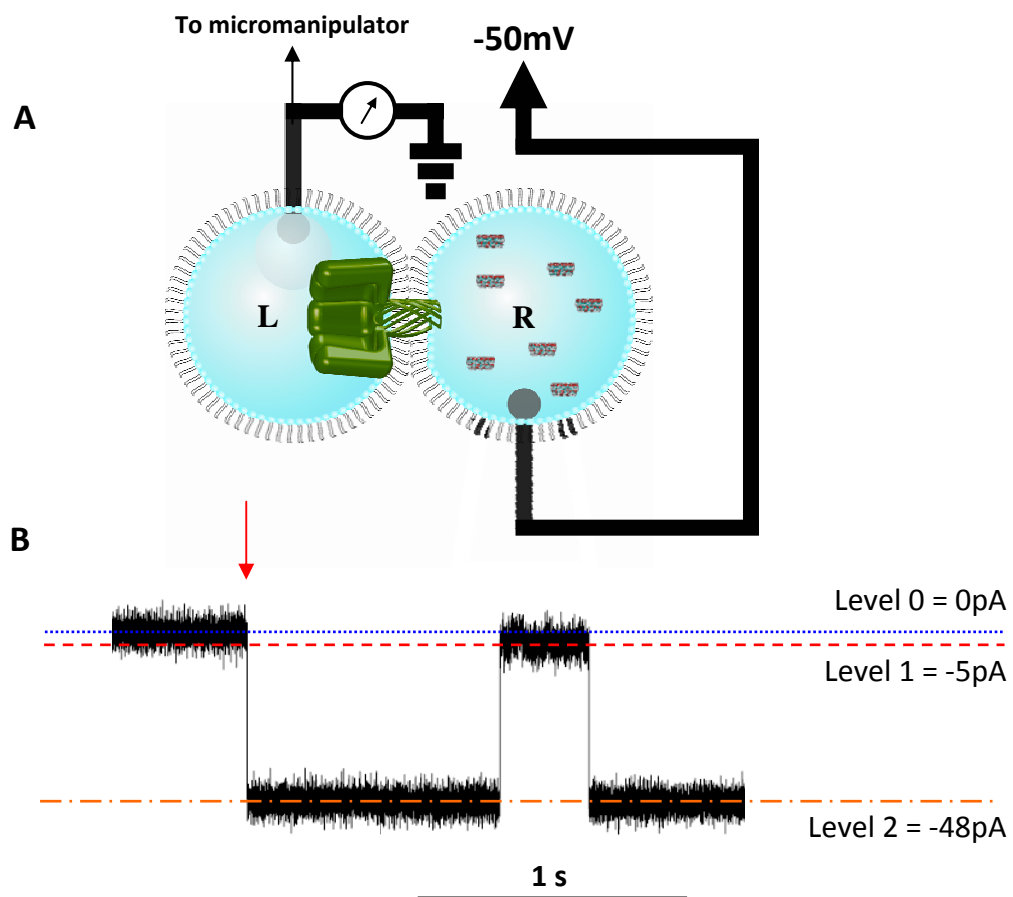 To micromanipulator
-50mV
A
L
R
B
Level 0 = 0pA
Level 1 = -5pA
Level 2 = -48pA
1 s